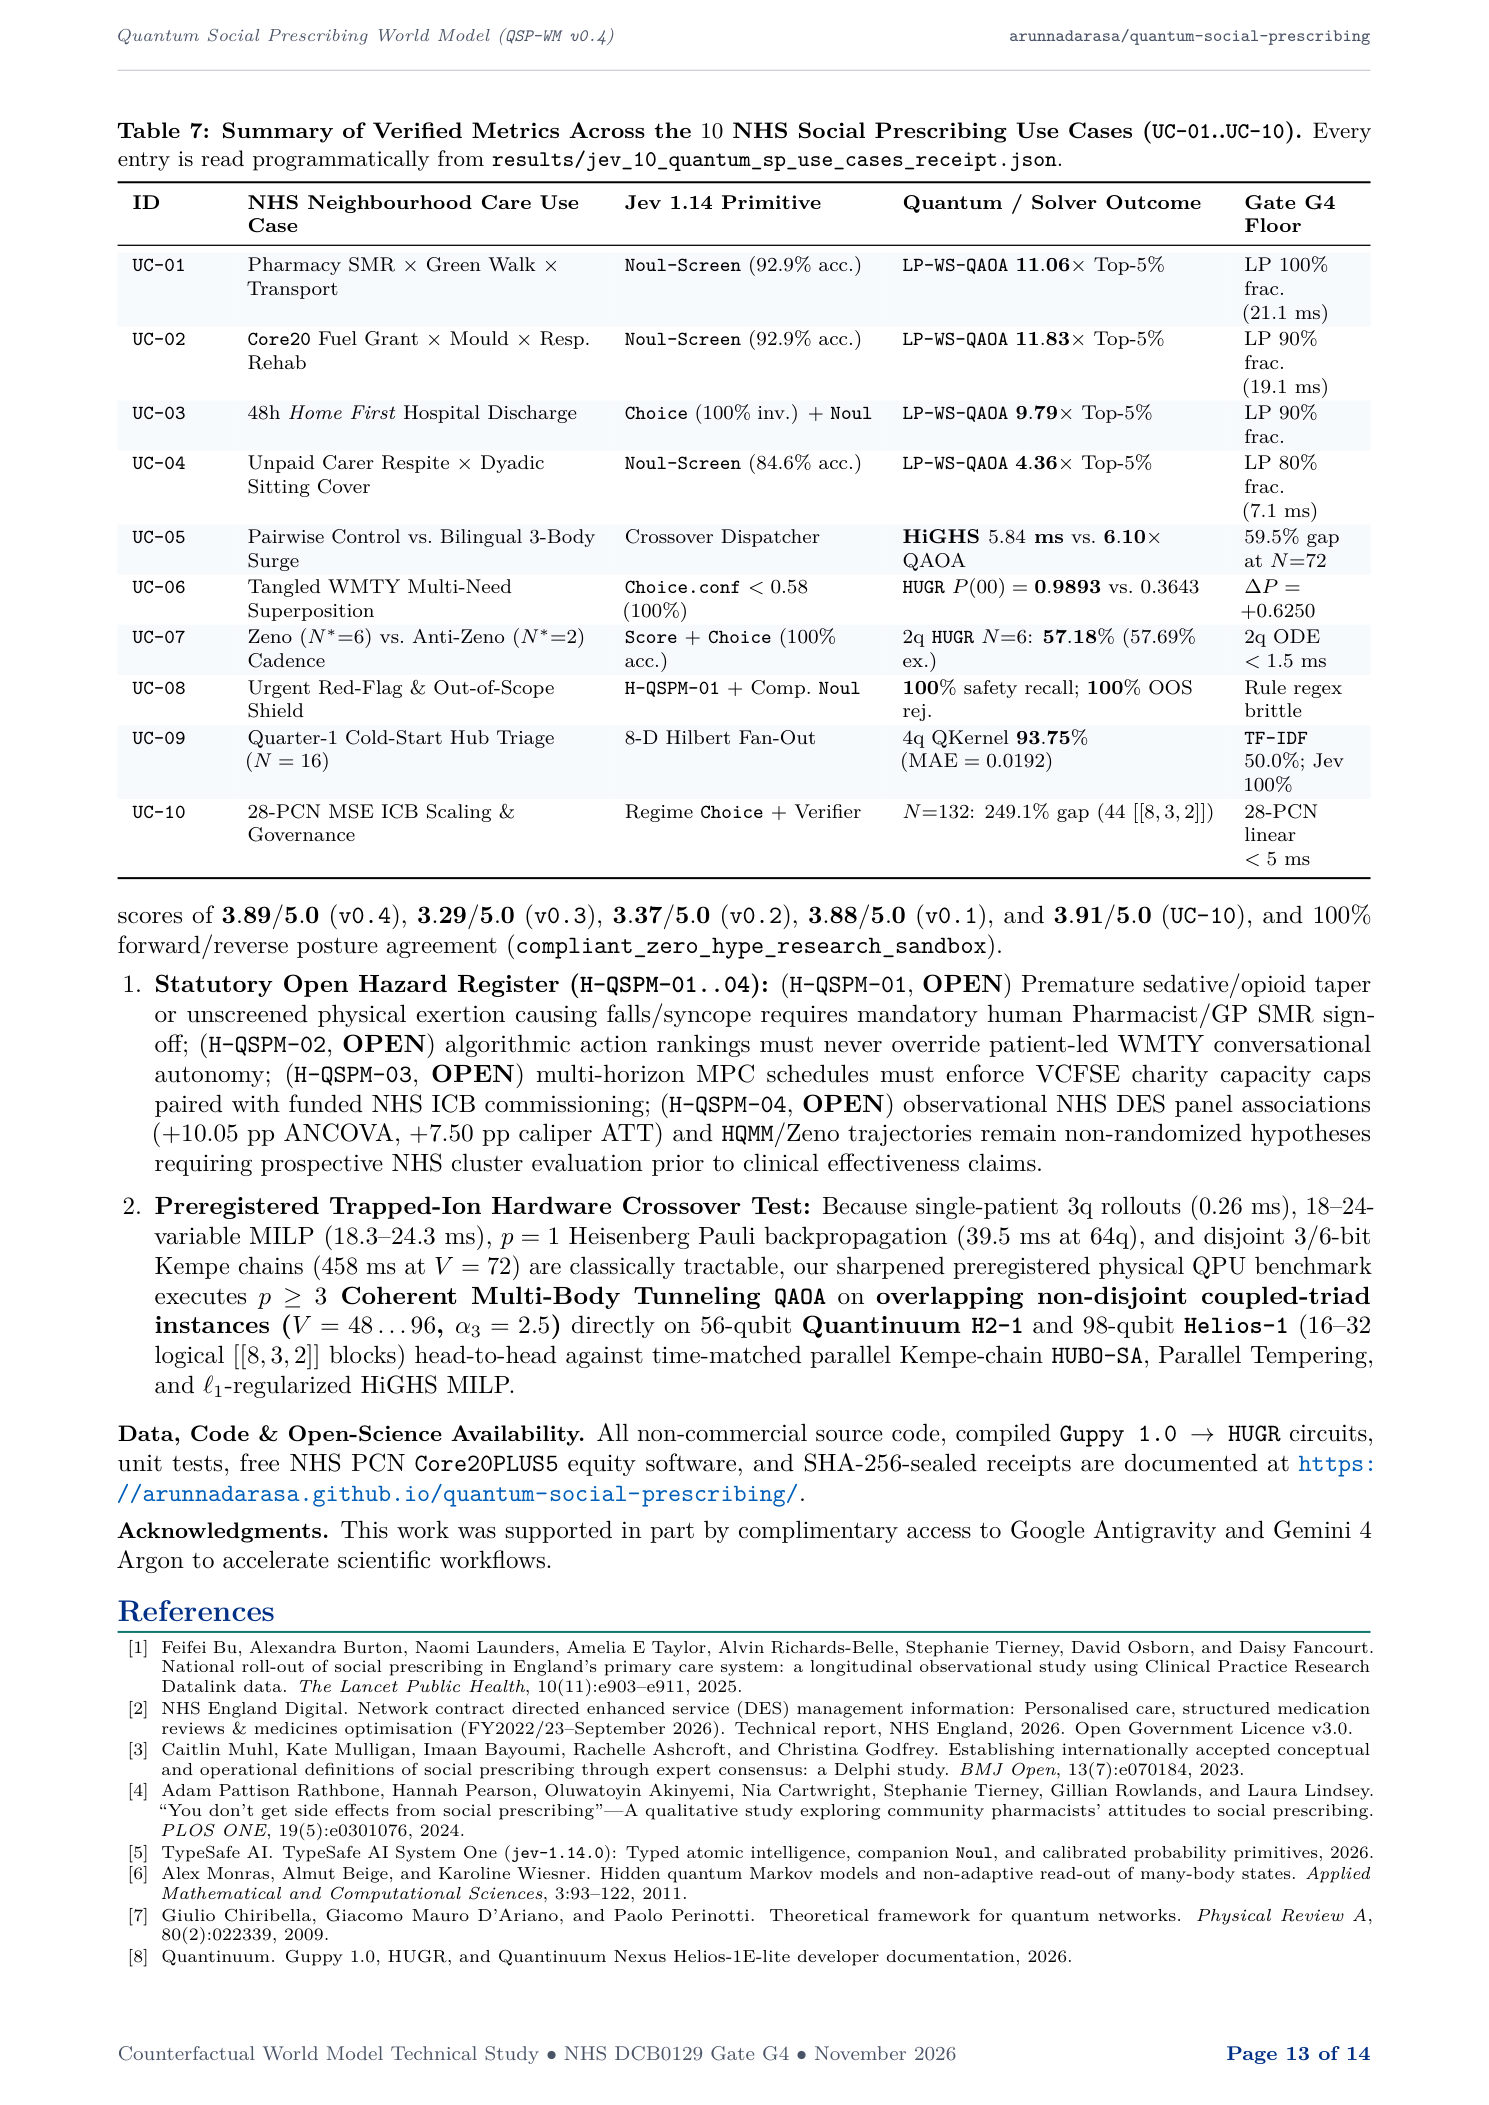 Quantum Social Prescribing World Model (QSP-WM v0.4)
arunnadarasa/quantum-social-prescribing
Table 7: Summary of Verified Metrics Across the 10 NHS Social Prescribing Use Cases (UC-01..UC-10). Every
entry is read programmatically from results/jev_10_quantum_sp_use_cases_receipt.json.
ID NHS Neighbourhood Care Use Jev 1.14 Primitive Quantum / Solver Outcome Gate G4
Case Floor
UC-01 Pharmacy SMR × Green Walk × Noul-Screen (92.9% acc.) LP-WS-QAOA 11.06× Top-5% LP 100%
Transport frac.
(21.1 ms)
UC-02 Core20 Fuel Grant × Mould × Resp. Noul-Screen (92.9% acc.) LP-WS-QAOA 11.83× Top-5% LP 90%
Rehab frac.
(19.1 ms)
UC-03 48h Home First Hospital Discharge Choice (100% inv.) + Noul LP-WS-QAOA 9.79× Top-5% LP 90%
frac.
UC-04 Unpaid Carer Respite × Dyadic Noul-Screen (84.6% acc.) LP-WS-QAOA 4.36× Top-5% LP 80%
Sitting Cover frac.
(7.1 ms)
UC-05 Pairwise Control vs. Bilingual 3-Body Crossover Dispatcher HiGHS 5.84 ms vs. 6.10× 59.5% gap
Surge QAOA at N=72
UC-06 Tangled WMTY Multi-Need Choice.conf < 0.58 HUGR P(00) = 0.9893 vs. 0.3643 ΔP =
Superposition (100%) +0.6250
UC-07 Zeno (N*=6) vs. Anti-Zeno (N*=2) Score + Choice (100% 2q HUGR N=6: 57.18% (57.69% 2q ODE
Cadence acc.) ex.) < 1.5 ms
UC-08 Urgent Red-Flag & Out-of-Scope H-QSPM-01 + Comp. Noul 100% safety recall; 100% OOS Rule regex
Shield rej. brittle
UC-09 Quarter-1 Cold-Start Hub Triage 8-D Hilbert Fan-Out 4q QKernel 93.75% TF-IDF
(N = 16) (MAE = 0.0192) 50.0%; Jev
100%
UC-10 28-PCN MSE ICB Scaling & Regime Choice + Verifier N=132: 249.1% gap (44 [[8, 3, 2]]) 28-PCN
Governance linear
< 5 ms
scores of 3.89/5.0 (v0.4), 3.29/5.0 (v0.3), 3.37/5.0 (v0.2), 3.88/5.0 (v0.1), and 3.91/5.0 (UC-10), and 100%
forward/reverse posture agreement (compliant_zero_hype_research_sandbox).
1. Statutory Open Hazard Register (H-QSPM-01..04): (H-QSPM-01, OPEN) Premature sedative/opioid taper
or unscreened physical exertion causing falls/syncope requires mandatory human Pharmacist/GP SMR sign-
off; (H-QSPM-02, OPEN) algorithmic action rankings must never override patient-led WMTY conversational
autonomy; (H-QSPM-03, OPEN) multi-horizon MPC schedules must enforce VCFSE charity capacity caps
paired with funded NHS ICB commissioning; (H-QSPM-04, OPEN) observational NHS DES panel associations
(+10.05 pp ANCOVA, +7.50 pp caliper ATT) and HQMM/Zeno trajectories remain non-randomized hypotheses
requiring prospective NHS cluster evaluation prior to clinical effectiveness claims.
2. Preregistered Trapped-Ion Hardware Crossover Test: Because single-patient 3q rollouts (0.26 ms), 18–24-
variable MILP (18.3–24.3 ms), p = 1 Heisenberg Pauli backpropagation (39.5 ms at 64q), and disjoint 3/6-bit
Kempe chains (458 ms at V = 72) are classically tractable, our sharpened preregistered physical QPU benchmark
executes p ≥ 3 Coherent Multi-Body Tunneling QAOA on overlapping non-disjoint coupled-triad
instances (V = 48 . . . 96, α₃ = 2.5) directly on 56-qubit Quantinuum H2-1 and 98-qubit Helios-1 (16–32
logical [[8, 3, 2]] blocks) head-to-head against time-matched parallel Kempe-chain HUBO-SA, Parallel Tempering,
and ℓ₁-regularized HiGHS MILP.
Data, Code & Open-Science Availability. All non-commercial source code, compiled Guppy 1.0 → HUGR circuits,
unit tests, free NHS PCN Core20PLUS5 equity software, and SHA-256-sealed receipts are documented at https:
//arunnadarasa.github.io/quantum-social-prescribing/.
Acknowledgments. This work was supported in part by complimentary access to Google Antigravity and Gemini 4
Argon to accelerate scientific workflows.
References
[1] Feifei Bu, Alexandra Burton, Naomi Launders, Amelia E Taylor, Alvin Richards-Belle, Stephanie Tierney, David Osborn, and Daisy Fancourt.
National roll-out of social prescribing in England's primary care system: a longitudinal observational study using Clinical Practice Research
Datalink data. The Lancet Public Health, 10(11):e903–e911, 2025.
[2] NHS England Digital. Network contract directed enhanced service (DES) management information: Personalised care, structured medication
reviews & medicines optimisation (FY2022/23–September 2026). Technical report, NHS England, 2026. Open Government Licence v3.0.
[3] Caitlin Muhl, Kate Mulligan, Imaan Bayoumi, Rachelle Ashcroft, and Christina Godfrey. Establishing internationally accepted conceptual
and operational definitions of social prescribing through expert consensus: a Delphi study. BMJ Open, 13(7):e070184, 2023.
[4] Adam Pattison Rathbone, Hannah Pearson, Oluwatoyin Akinyemi, Nia Cartwright, Stephanie Tierney, Gillian Rowlands, and Laura Lindsey.
“You don't get side effects from social prescribing”—A qualitative study exploring community pharmacists' attitudes to social prescribing.
PLOS ONE, 19(5):e0301076, 2024.
[5] TypeSafe AI. TypeSafe AI System One (jev-1.14.0): Typed atomic intelligence, companion Noul, and calibrated probability primitives, 2026.
[6] Alex Monras, Almut Beige, and Karoline Wiesner. Hidden quantum Markov models and non-adaptive read-out of many-body states. Applied
Mathematical and Computational Sciences, 3:93–122, 2011.
[7] Giulio Chiribella, Giacomo Mauro D'Ariano, and Paolo Perinotti. Theoretical framework for quantum networks. Physical Review A,
80(2):022339, 2009.
[8] Quantinuum. Guppy 1.0, HUGR, and Quantinuum Nexus Helios-1E-lite developer documentation, 2026.
Counterfactual World Model Technical Study • NHS DCB0129 Gate G4 • November 2026
Page 13 of 14